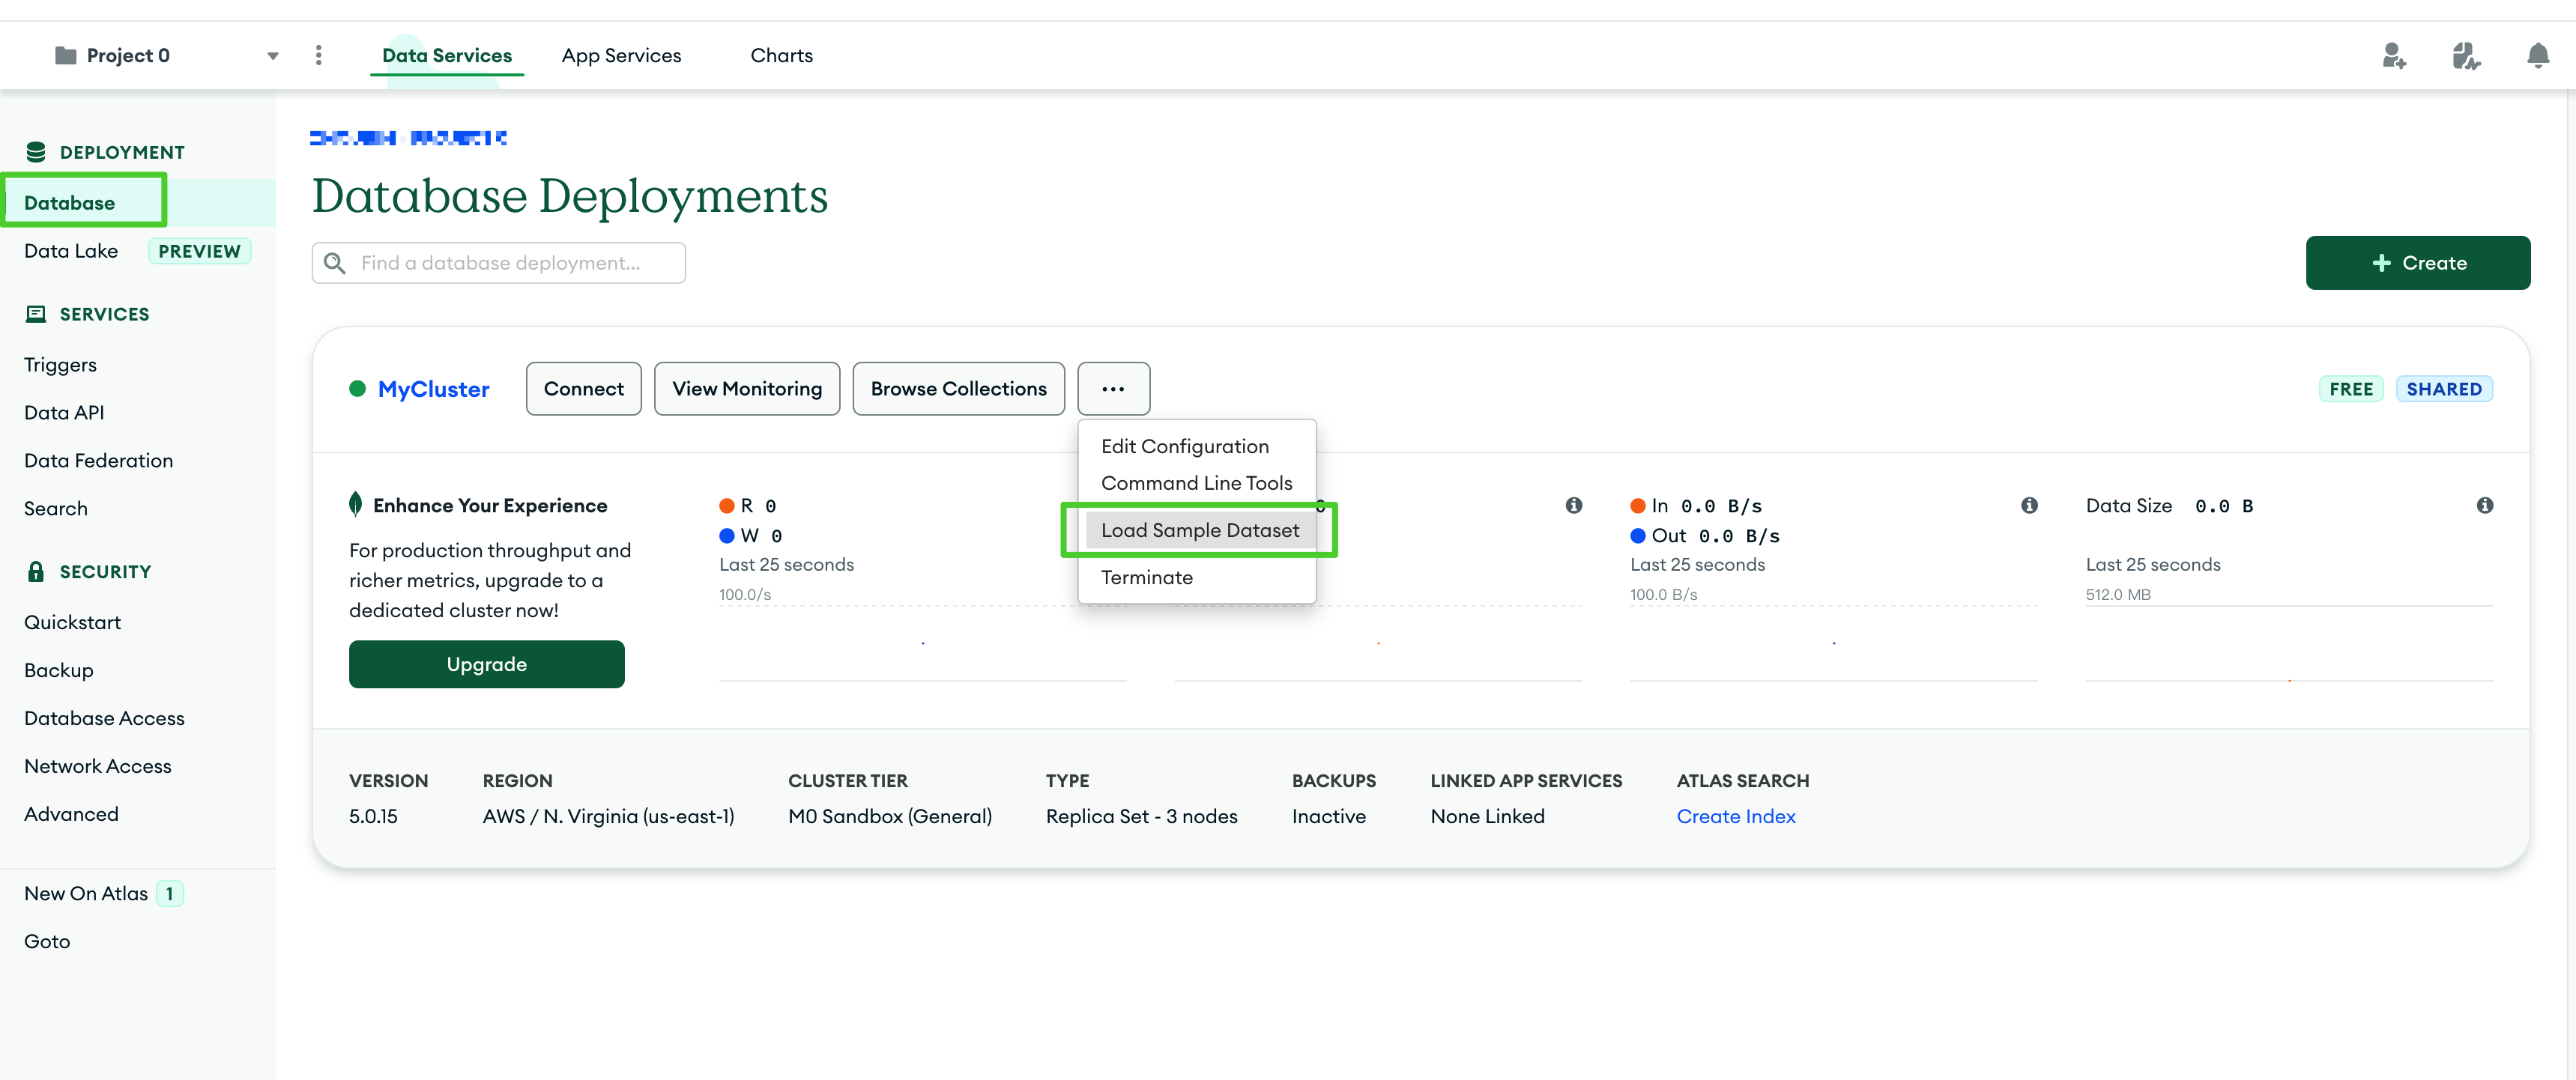 Project 0
Data Services
App Services
Charts
DEPLOYMENT
Database
Data Lake PREVIEW
SERVICES
Triggers
Data API
Data Federation
Search
SECURITY
Quickstart
Backup
Database Access
Network Access
Advanced
New On Atlas 1
Goto
Database Deployments
Find a database deployment...
+ Create
MyCluster
Connect
View Monitoring
Browse Collections
...
FREE
SHARED
Edit Configuration
Command Line Tools
Load Sample Dataset
Terminate
Enhance Your Experience
For production throughput and
richer metrics, upgrade to a
dedicated cluster now!
Upgrade
R 0
W 0
Last 25 seconds
100.0/s
0
In 0.0 B/s
Out 0.0 B/s
Last 25 seconds
100.0 B/s
Data Size 0.0 B
Last 25 seconds
512.0 MB
VERSION
5.0.15
REGION
AWS / N. Virginia (us-east-1)
CLUSTER TIER
M0 Sandbox (General)
TYPE
Replica Set - 3 nodes
BACKUPS
Inactive
LINKED APP SERVICES
None Linked
ATLAS SEARCH
Create Index